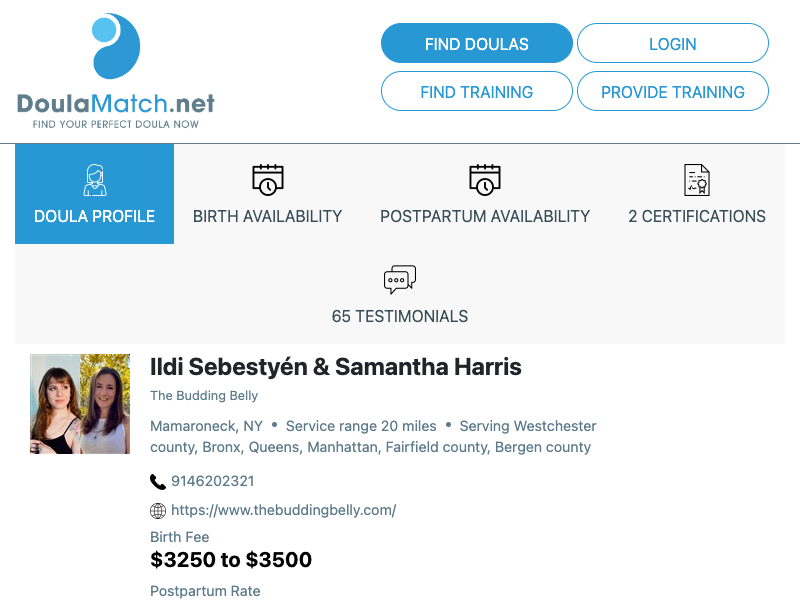 DoulaMatch.net
FIND YOUR PERFECT DOULA NOW
FIND DOULAS
LOGIN
FIND TRAINING
PROVIDE TRAINING
DOULA PROFILE
BIRTH AVAILABILITY
POSTPARTUM AVAILABILITY
2 CERTIFICATIONS
65 TESTIMONIALS
Ildi Sebestyén & Samantha Harris
The Budding Belly
Mamaroneck, NY • Service range 20 miles • Serving Westchester
county, Bronx, Queens, Manhattan, Fairfield county, Bergen county
9146202321
https://www.thebuddingbelly.com/
Birth Fee
$3250 to $3500
Postpartum Rate